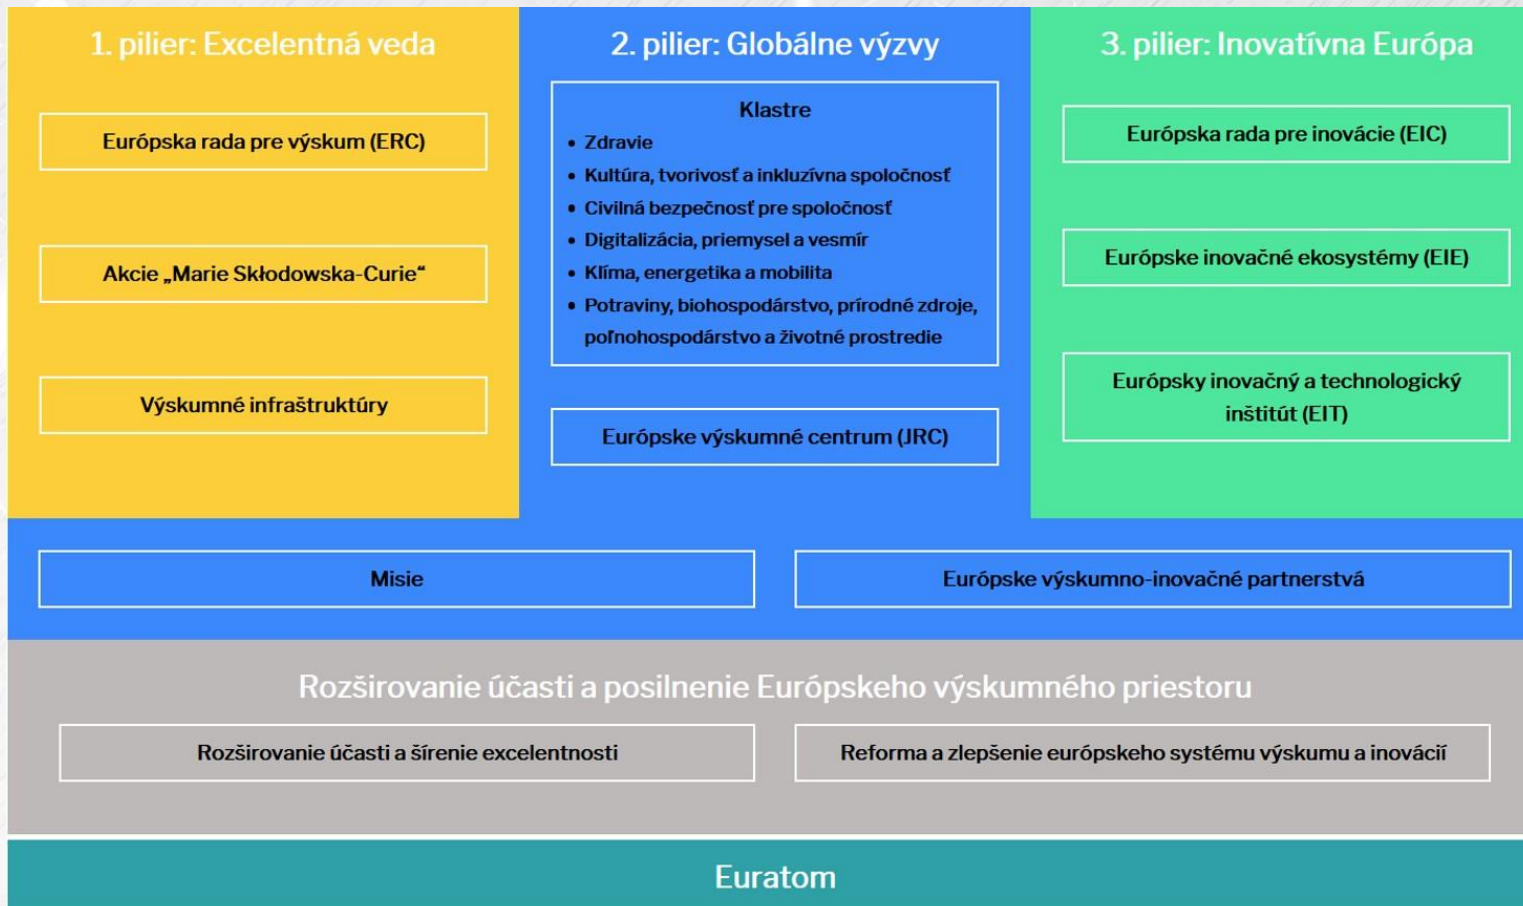 1. pilier: Excelentná veda
Európska rada pre výskum (ERC)
Akcie „Marie Skłodowska-Curie“
Výskumné infraštruktúry
2. pilier: Globálne výzvy
Klastre
• Zdravie
• Kultúra, tvorivosť a inkluzívna spoločnosť
• Civilná bezpečnosť pre spoločnosť
• Digitalizácia, priemysel a vesmír
• Klíma, energetika a mobilita
• Potraviny, biohospodárstvo, prírodné zdroje,
poľnohospodárstvo a životné prostredie
Európske výskumné centrum (JRC)
3. pilier: Inovatívna Európa
Európska rada pre inovácie (EIC)
Európske inovačné ekosystémy (EIE)
Európsky inovačný a technologický
inštitút (EIT)
Misie
Európske výskumno-inovačné partnerstvá
Rozširovanie účasti a posilnenie Európskeho výskumného priestoru
Rozširovanie účasti a šírenie excelentnosti
Reforma a zlepšenie európskeho systému výskumu a inovácií
Euratom